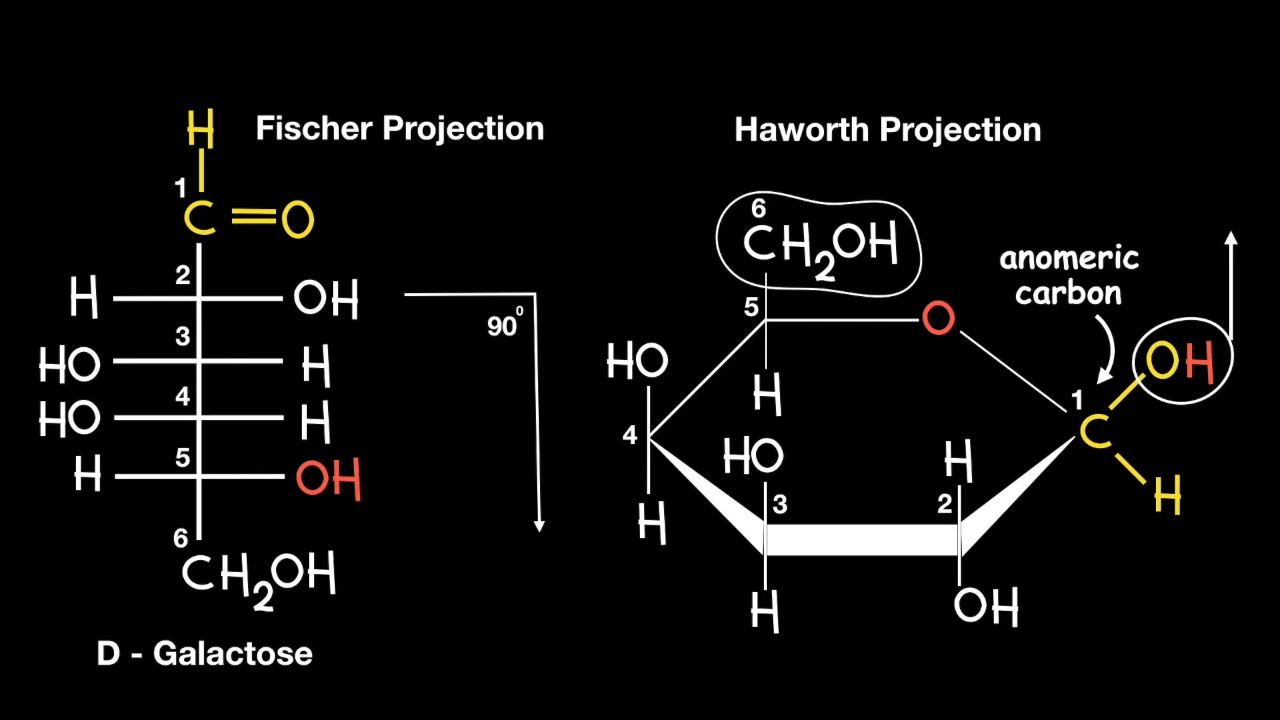 H Fischer Projection
1
C = O
2
H OH
3
HO H
4
HO H
5
H OH
6
CH2OH
D - Galactose
90°
Haworth Projection
6
CH2OH
5
O
anomeric
carbon
HO
H
OH
1
C
4
HO
H
H
3
2
H
H
OH